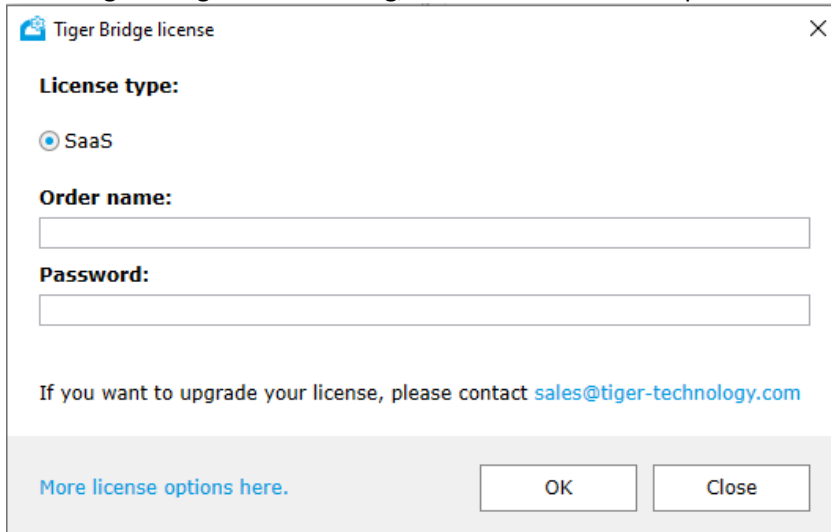 Tiger Bridge license
License type:
SaaS
Order name:
Password:
If you want to upgrade your license, please contact sales@tiger-technology.com
More license options here.
OK
Close